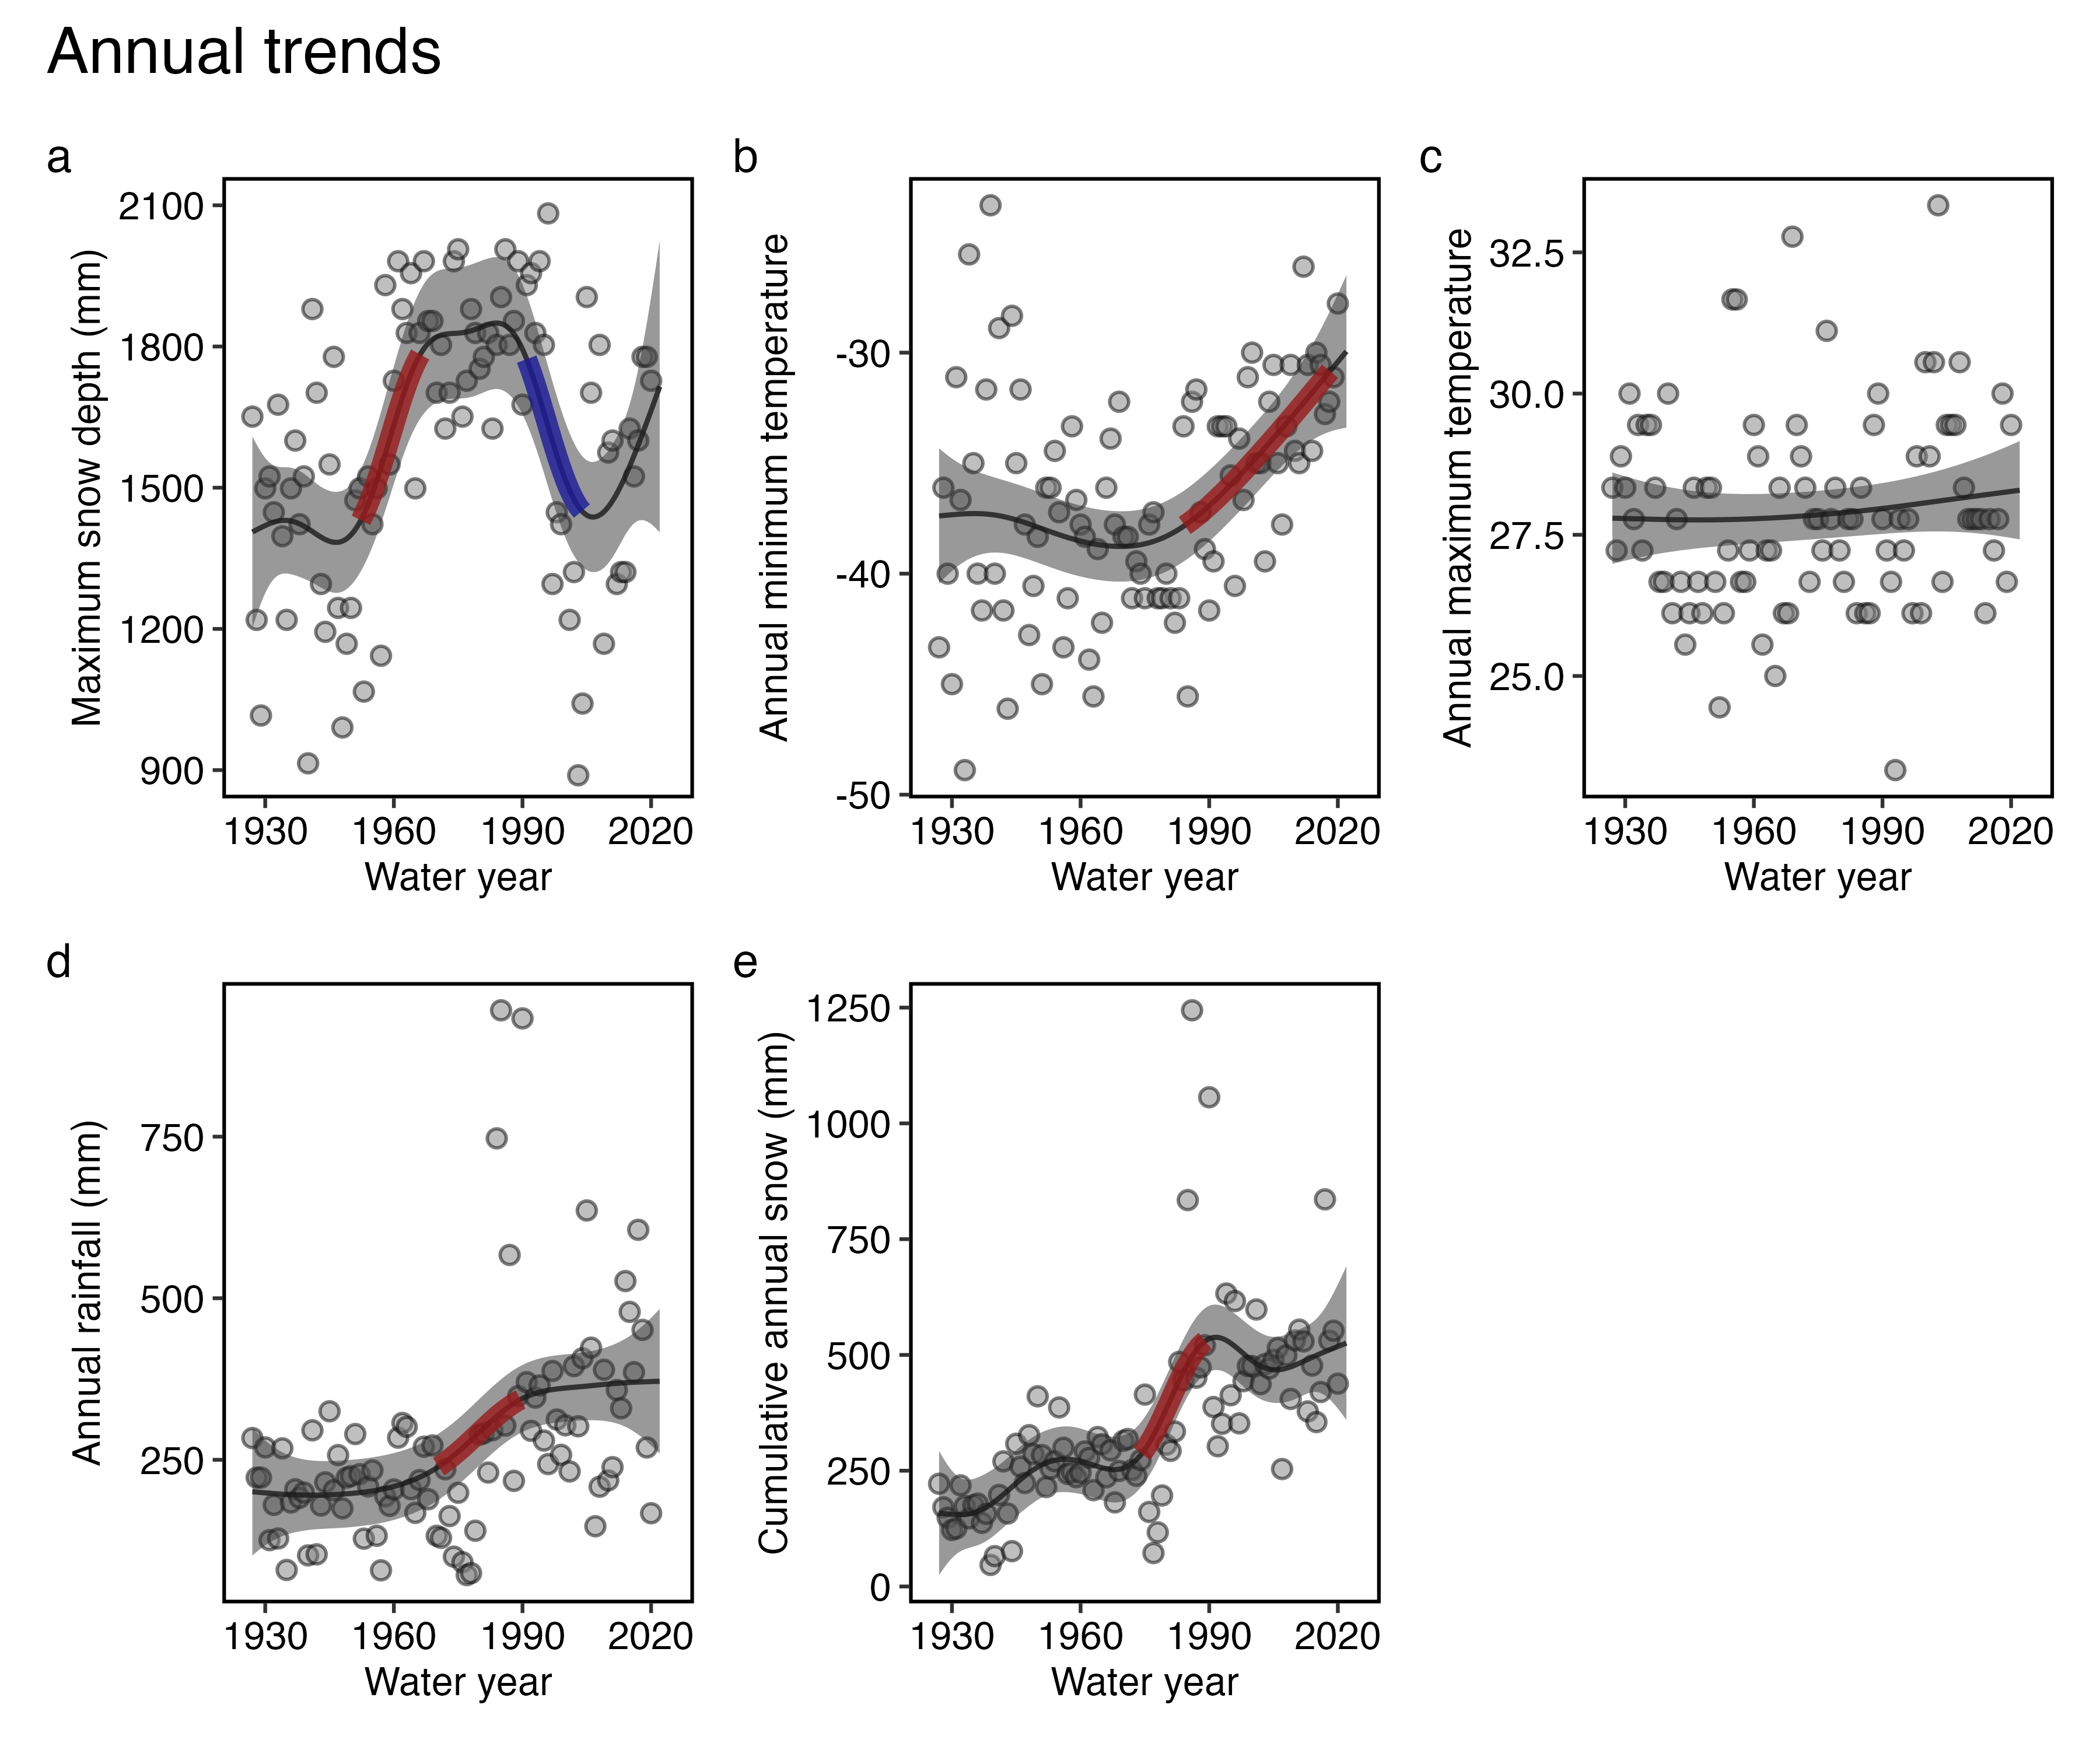 Annual trends
a
Maximum snow depth (mm)
2100
1800
1500
1200
900
1930 1960 1990 2020
Water year
b
Annual minimum temperature
-30
-40
-50
1930 1960 1990 2020
Water year
c
Annual maximum temperature
32.5
30.0
27.5
25.0
1930 1960 1990 2020
Water year
d
Annual rainfall (mm)
750
500
250
1930 1960 1990 2020
Water year
e
Cumulative annual snow (mm)
1250
1000
750
500
250
0
1930 1960 1990 2020
Water year